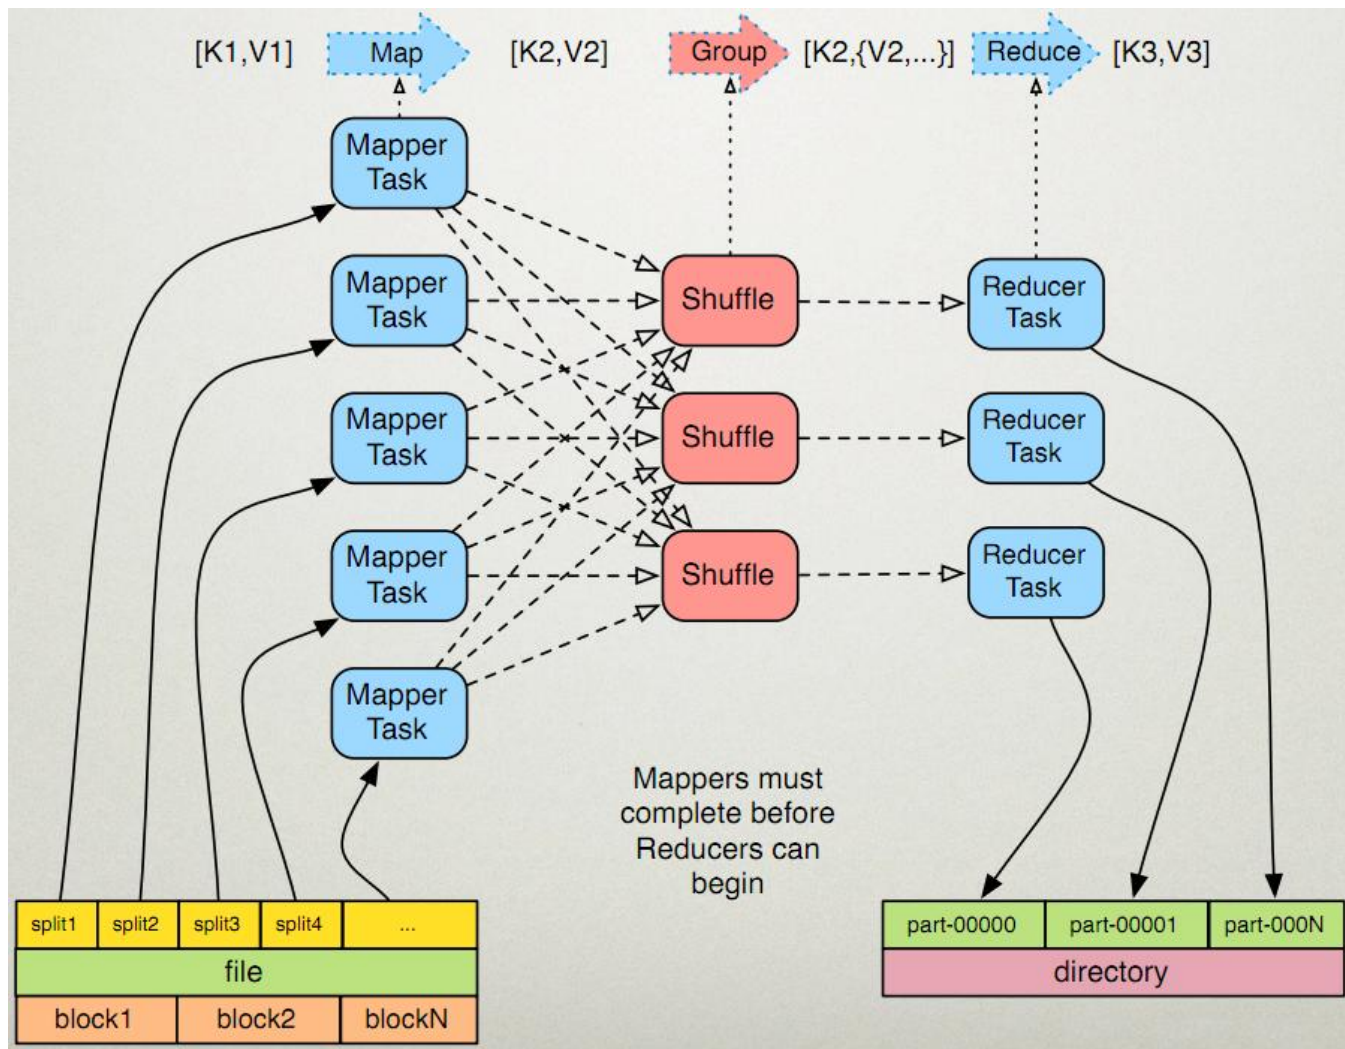 [K1,V1] Map [K2,V2] Group [K2,{V2,...}] Reduce [K3,V3]
Mapper
Task
Mapper
Task
Mapper
Task
Mapper
Task
Mapper
Task
Shuffle
Shuffle
Shuffle
Reducer
Task
Reducer
Task
Reducer
Task
Mappers must
complete before
Reducers can
begin
split1 split2 split3 split4 ...
file
block1 block2 blockN
part-00000 part-00001 part-000N
directory